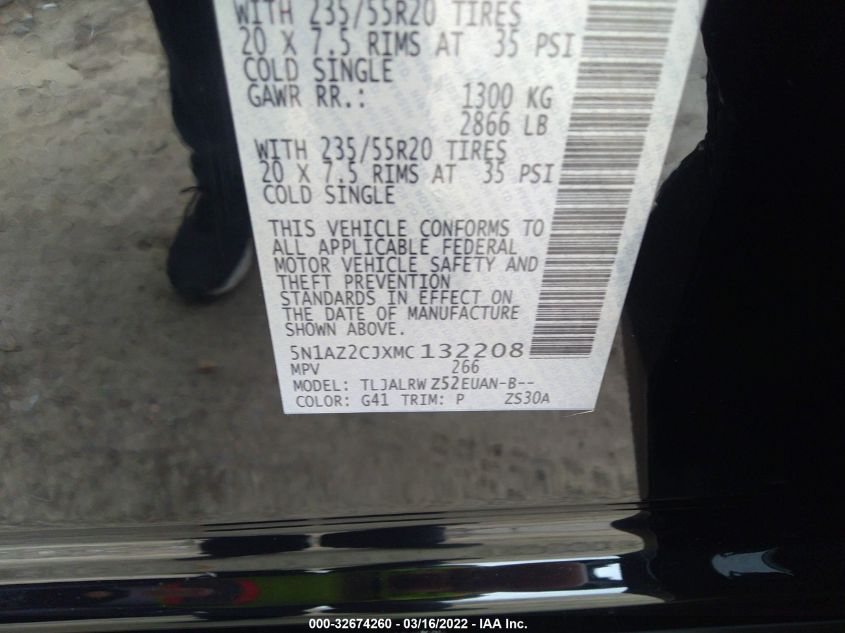 WITH 235/55R20 TIRES
20 X 7.5 RIMS AT 35 PSI
COLD SINGLE
GAWR RR.: 1300 KG
2866 LB
WITH 235/55R20 TIRES
20 X 7.5 RIMS AT 35 PSI
COLD SINGLE
THIS VEHICLE CONFORMS TO
ALL APPLICABLE FEDERAL
MOTOR VEHICLE SAFETY AND
THEFT PREVENTION
STANDARDS IN EFFECT ON
THE DATE OF MANUFACTURE
SHOWN ABOVE.
5N1AZ2CJXMC132208
MPV 266
MODEL: TLJALRW Z52EUAN-B--
COLOR: G41 TRIM: P ZS30A
000-32674260 - 03/16/2022 - IAA Inc.